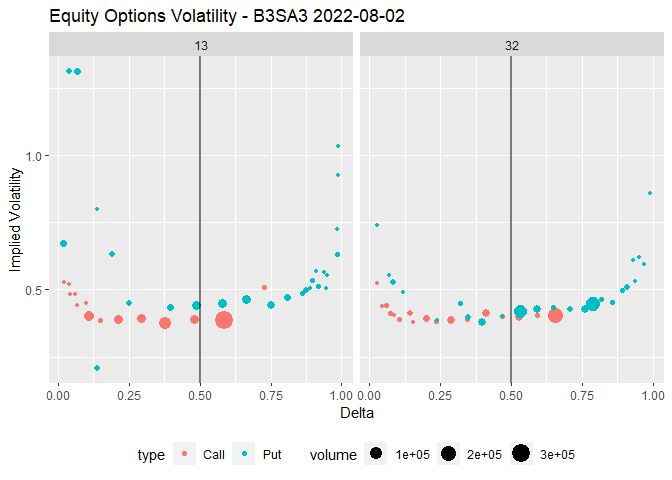 Equity Options Volatility - B3SA3 2022-08-02
13
32
Implied Volatility
1.0
0.5
0.00 0.25 0.50 0.75 1.00
0.00 0.25 0.50 0.75 1.00
Delta
type Call Put volume 1e+05 2e+05 3e+05